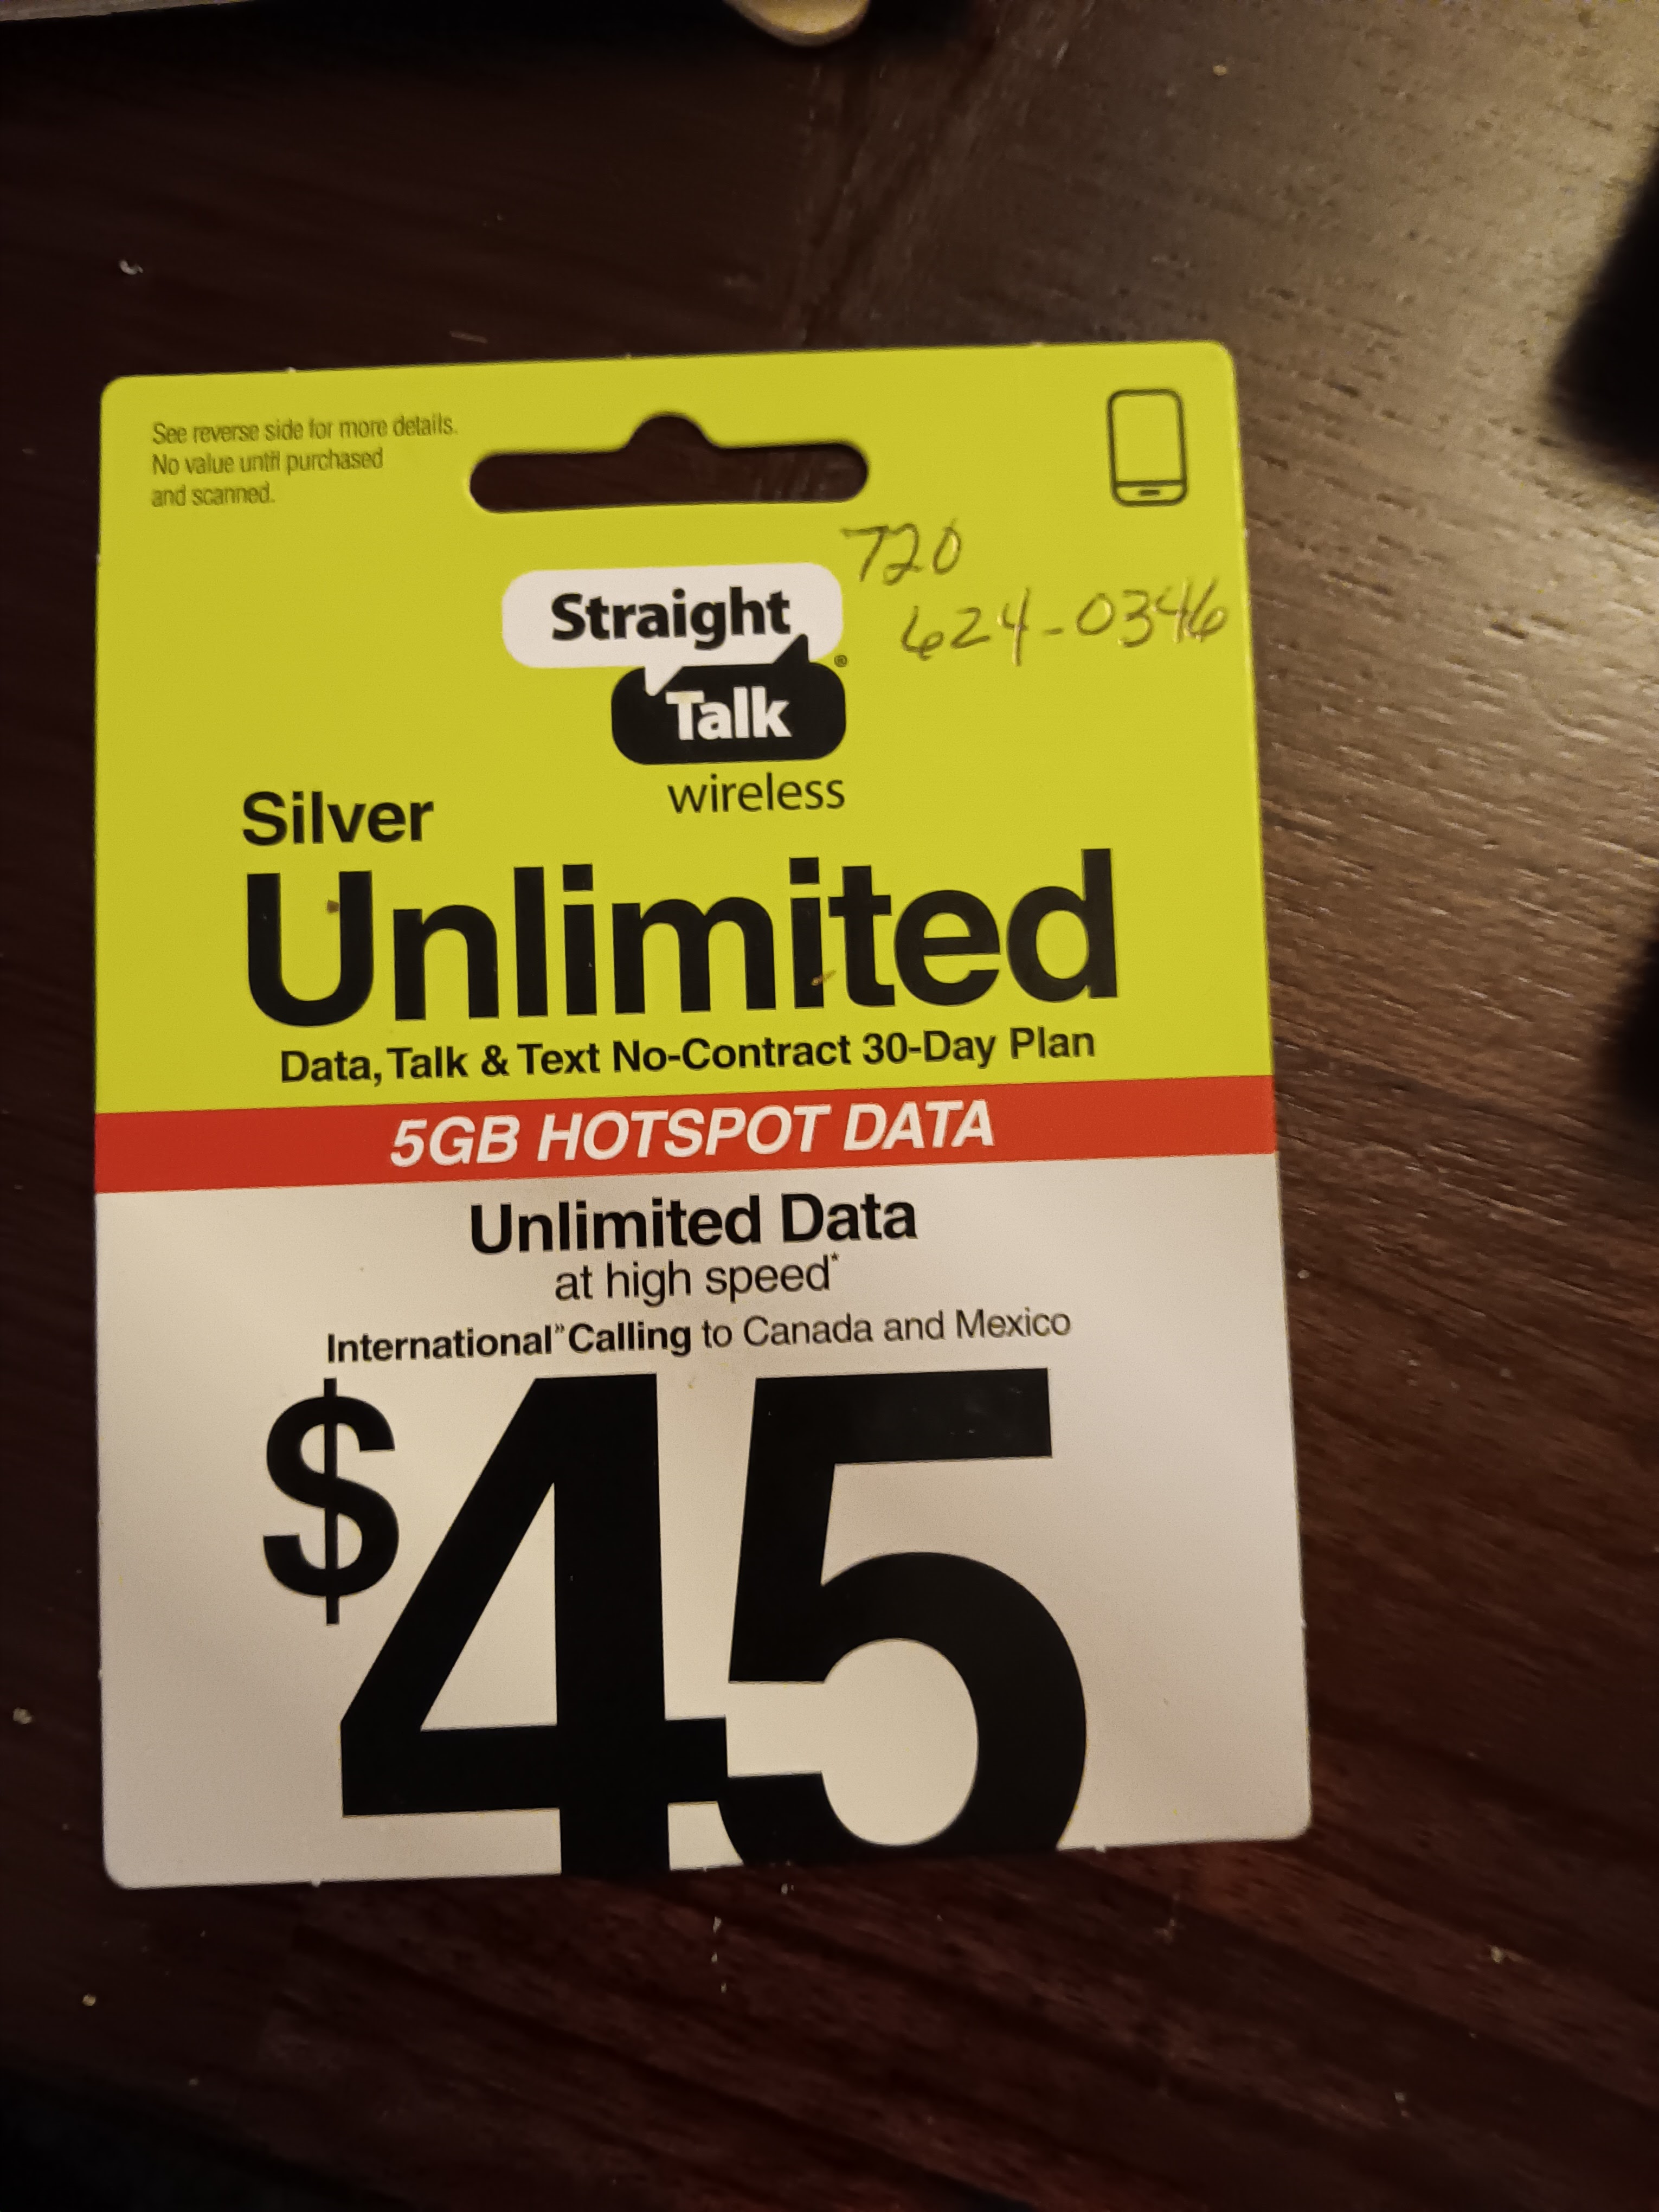 See reverse side for more details.
No value until purchased
and scanned.
720
624-0346
Straight
Talk®
wireless
Silver
Unlimited
Data, Talk & Text No-Contract 30-Day Plan
5GB HOTSPOT DATA
Unlimited Data
at high speed*
International» Calling to Canada and Mexico
$45